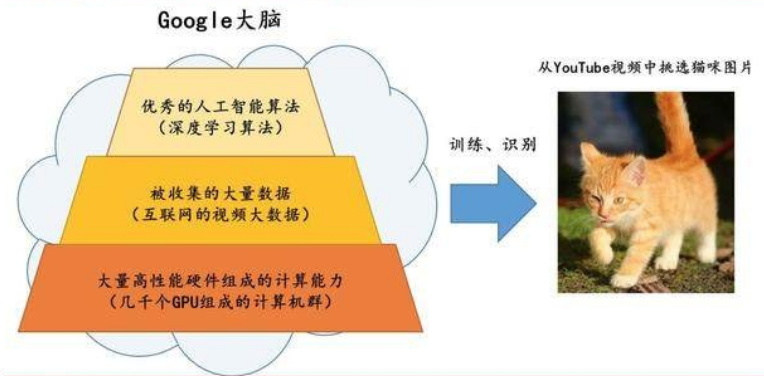 Google大脑
从YouTube视频中挑选猫咪图片
优秀的人工智能算法
（深度学习算法）
训练、识别
被收集的大量数据
（互联网的视频大数据）
大量高性能硬件组成的计算能力
（几千个GPU组成的计算机群）